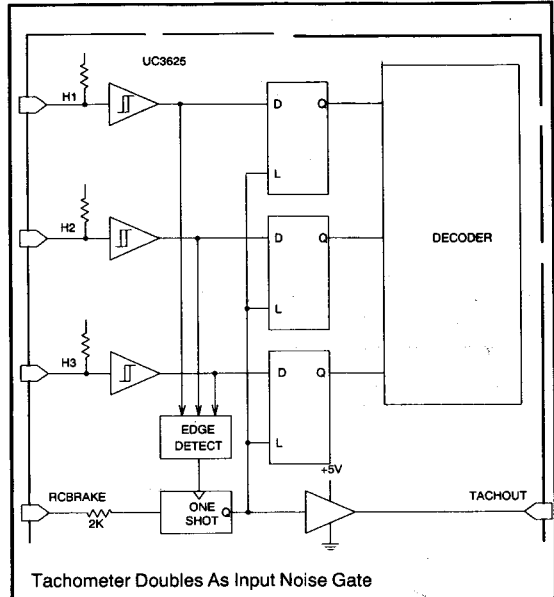 UC3625
H1
D
Q
L
H2
D
Q
DECODER
L
H3
D
Q
EDGE
DETECT
L
+5V
RCBRAKE
2K
ONE
SHOT
Q
TACHOUT
Tachometer Doubles As Input Noise Gate